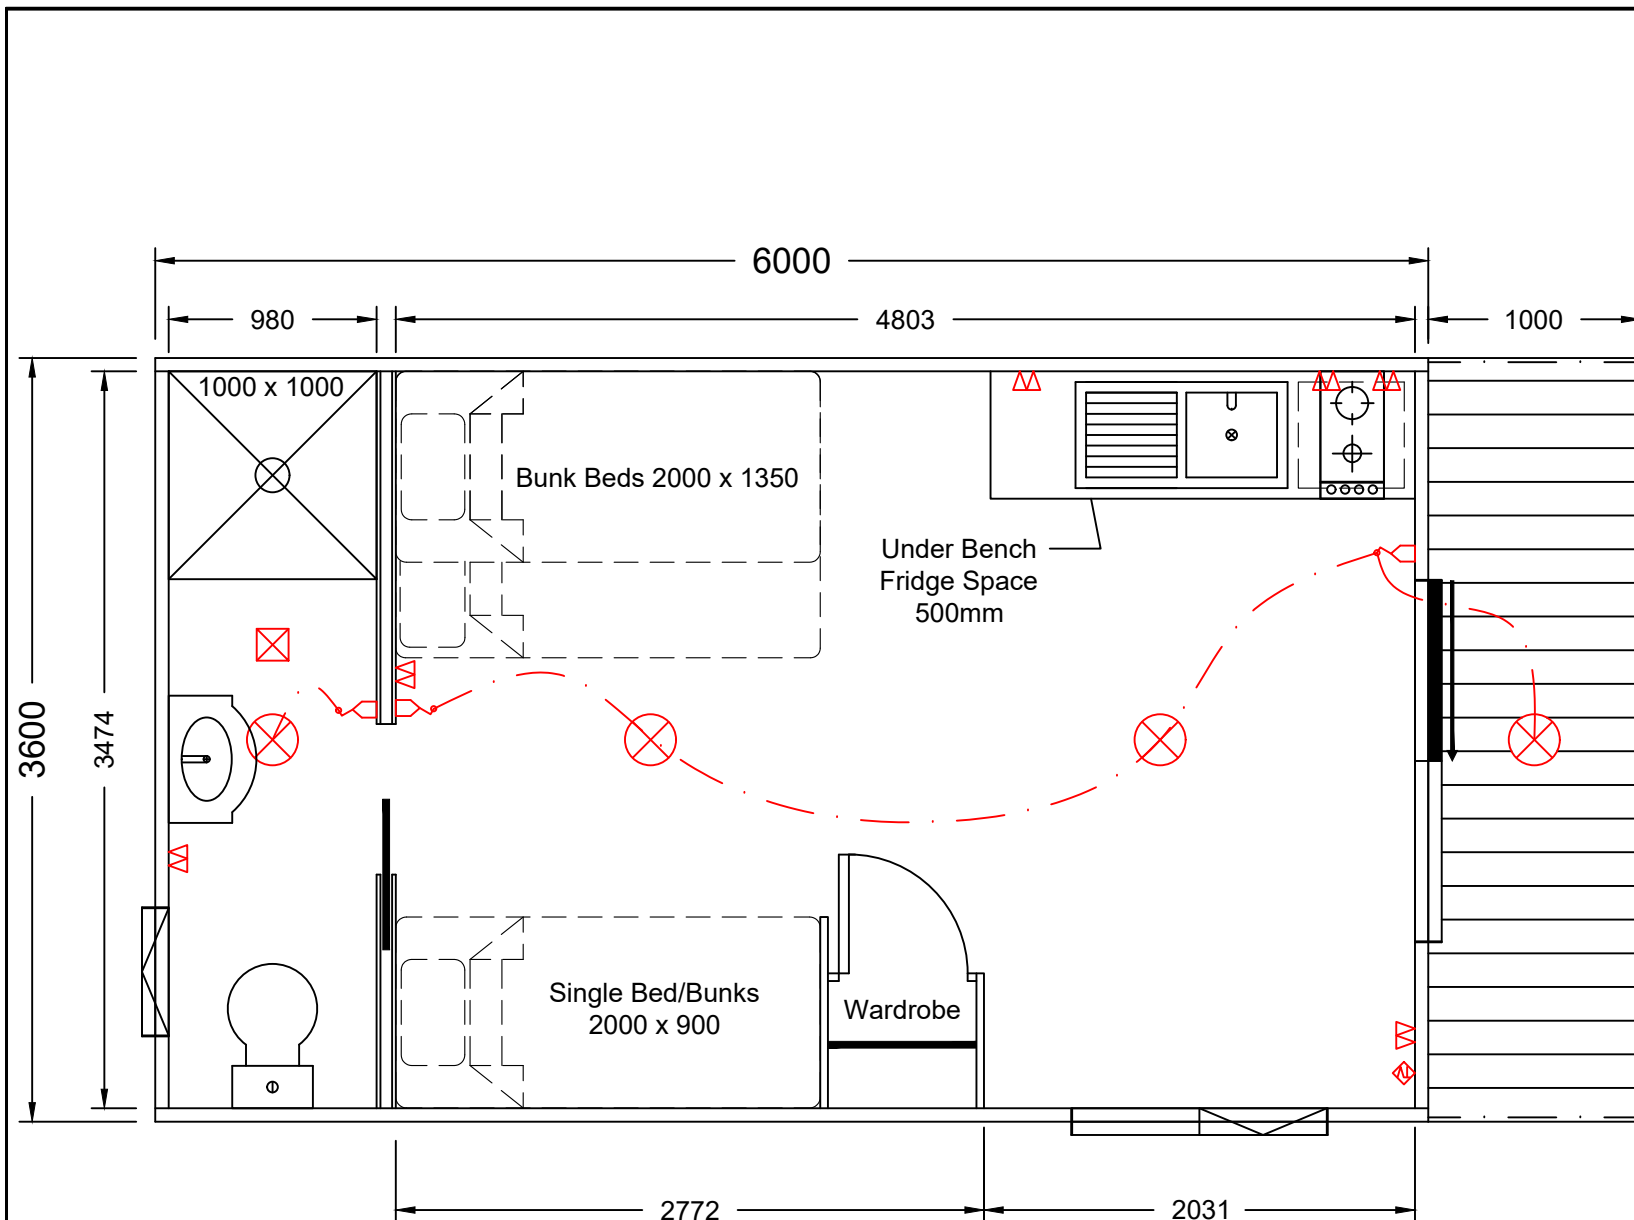 6000
980
4803
1000
1000 x 1000
Bunk Beds 2000 x 1350
Under Bench
Fridge Space
500mm
3600
3474
Single Bed/Bunks
2000 x 900
Wardrobe
2772
2031